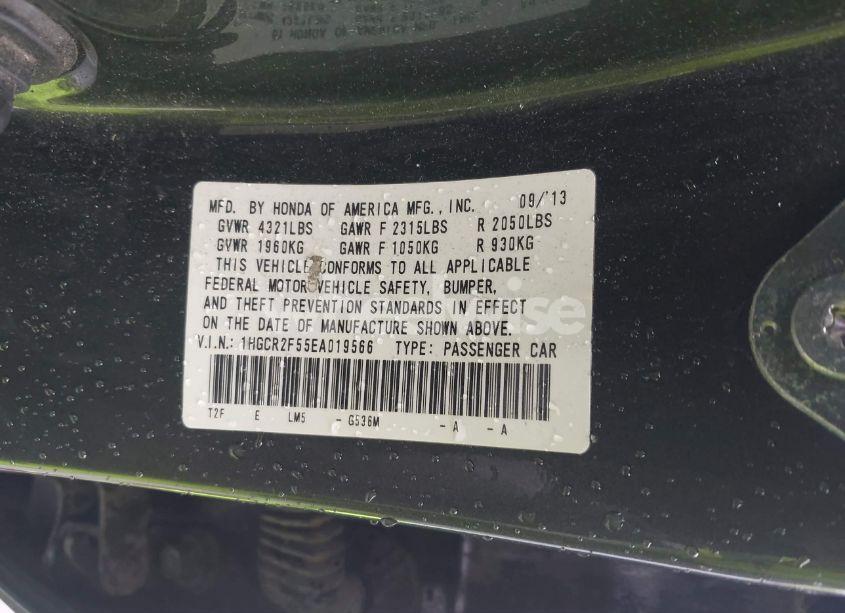 MFD. BY HONDA OF AMERICA MFG., INC. 09/'13
GVWR 4321LBS GAWR F 2315LBS R 2050LBS
GVWR 1960KG GAWR F 1050KG R 930KG
THIS VEHICLE CONFORMS TO ALL APPLICABLE
FEDERAL MOTOR VEHICLE SAFETY, BUMPER,
AND THEFT PREVENTION STANDARDS IN EFFECT
ON THE DATE OF MANUFACTURE SHOWN ABOVE.
V.I.N.: 1HGCR2F55EA019566 TYPE: PASSENGER CAR
T2F E LM5 - G536M - A - A